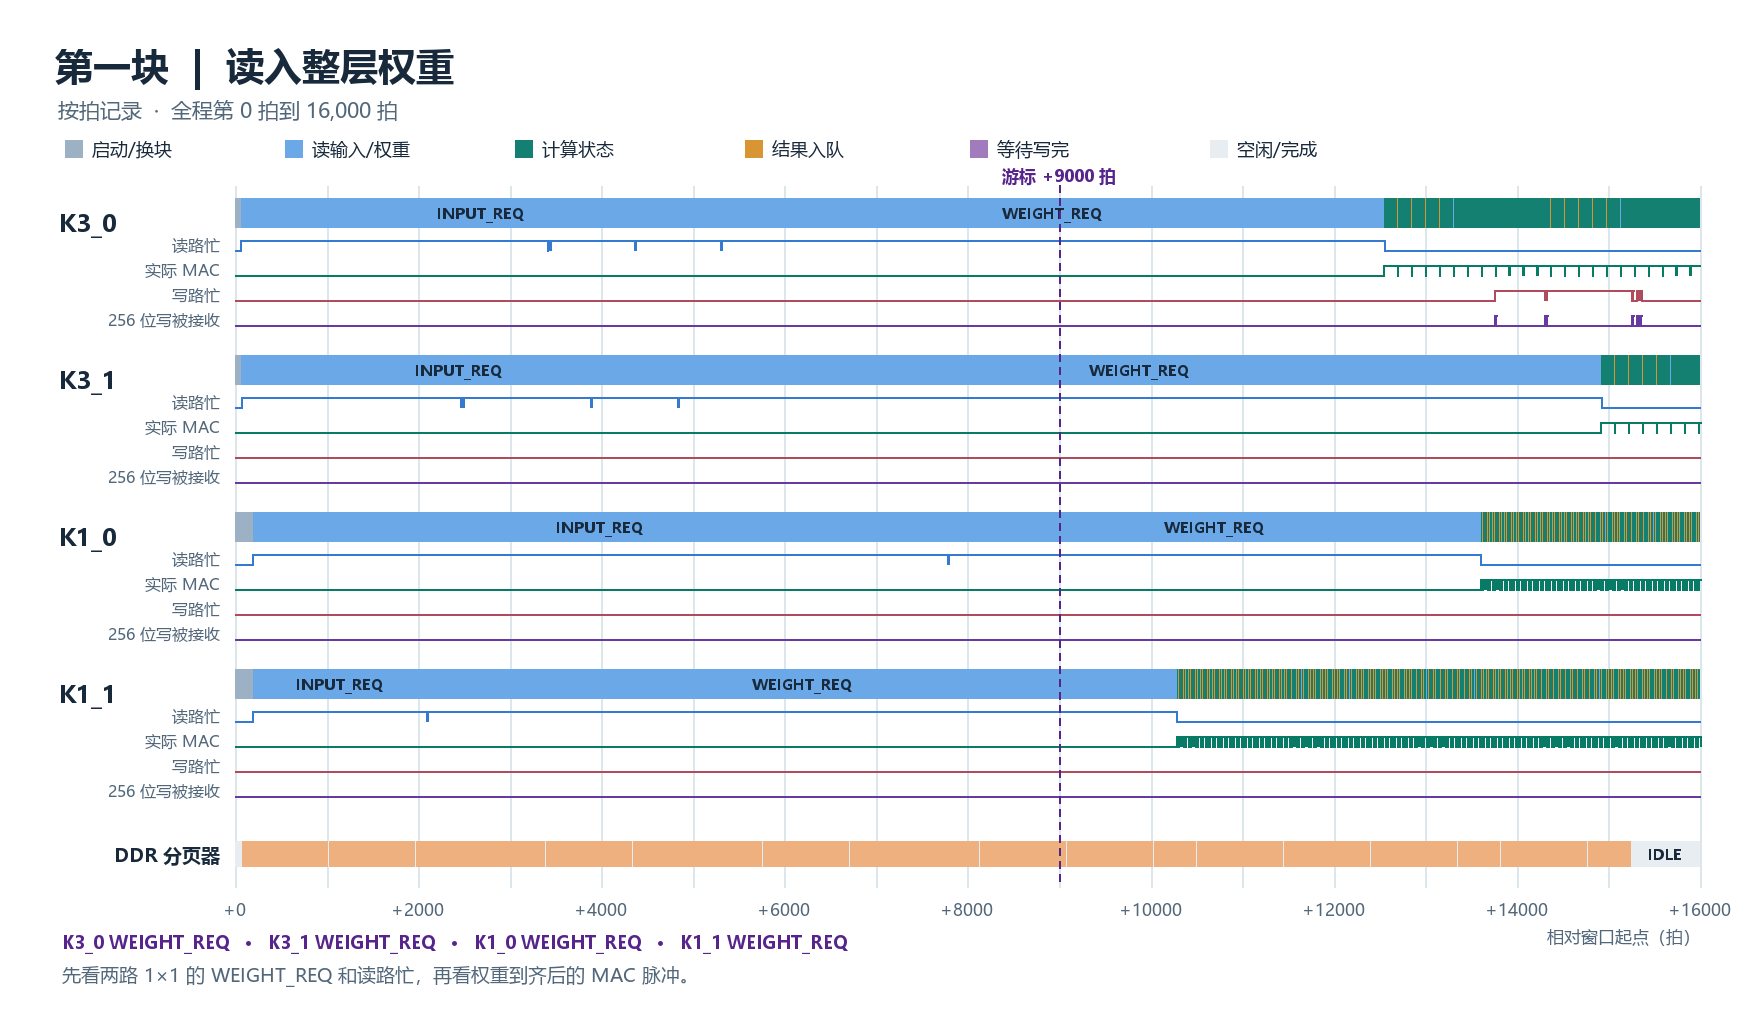 第一块 | 读入整层权重
按拍记录 · 全程第 0 拍到 16,000 拍
启动/换块 读输入/权重 计算状态 结果入队 等待写完 空闲/完成
游标 +9000 拍
K3_0 INPUT_REQ WEIGHT_REQ
读路忙
实际 MAC
写路忙
256 位写被接收
K3_1 INPUT_REQ WEIGHT_REQ
读路忙
实际 MAC
写路忙
256 位写被接收
K1_0 INPUT_REQ WEIGHT_REQ
读路忙
实际 MAC
写路忙
256 位写被接收
K1_1 INPUT_REQ WEIGHT_REQ
读路忙
实际 MAC
写路忙
256 位写被接收
DDR 分页器 IDLE
+0 +2000 +4000 +6000 +8000 +10000 +12000 +14000 +16000
相对窗口起点（拍）
K3_0 WEIGHT_REQ • K3_1 WEIGHT_REQ • K1_0 WEIGHT_REQ • K1_1 WEIGHT_REQ
先看两路 1×1 的 WEIGHT_REQ 和读路忙，再看权重到齐后的 MAC 脉冲。